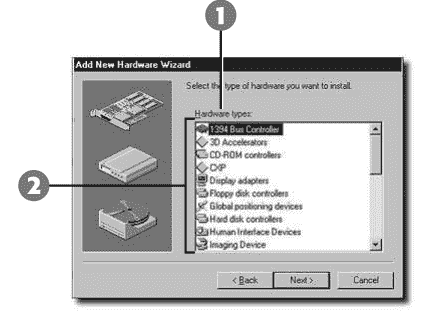 1
Add New Hardware Wizard
Select the type of hardware you want to install.
Hardware types:
1394 Bus Controller
3D Accelerators
CD-ROM controllers
CXP
2
Display adapters
Floppy disk controllers
Global positioning devices
Hard disk controllers
Human Interface Devices
Imaging Device
< Back
Next >
Cancel